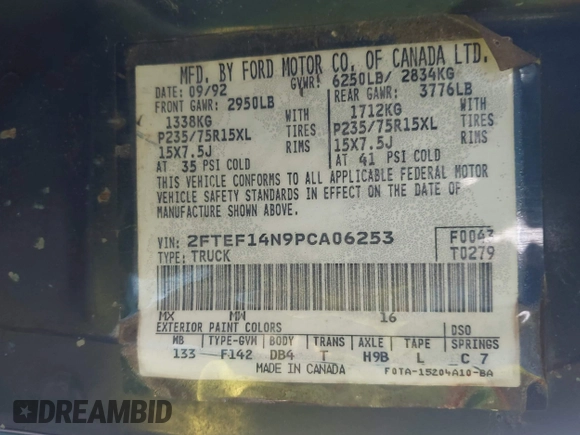 MFD. BY FORD MOTOR CO. OF CANADA LTD.
DATE: 09/92 GVWR: 6250LB/ 2834KG
FRONT GAWR: 2950LB REAR GAWR: 3776LB
1338KG WITH 1712KG WITH
P235/75R15XL TIRES P235/75R15XL TIRES
15X7.5J RIMS 15X7.5J RIMS
AT 35 PSI COLD AT 41 PSI COLD
THIS VEHICLE CONFORMS TO ALL APPLICABLE FEDERAL MOTOR
VEHICLE SAFETY STANDARDS IN EFFECT ON THE DATE OF
MANUFACTURE SHOWN ABOVE.
VIN: 2FTEF14N9PCA06253 F0043
TYPE: TRUCK T0279
MX MW 16
EXTERIOR PAINT COLORS DSO
WB TYPE-GVM BODY TRANS AXLE TAPE SPRINGS
133 F142 DB4 T H9B L C 7
MADE IN CANADA F0TA-15204A10-BA
DREAMBID